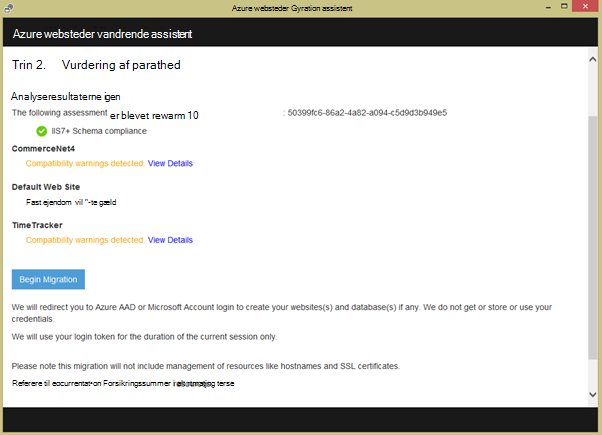 Azure websteder Gyration assistent
Azure websteder vandrende assistent
Trin 2. Vurdering af parathed
Analyseresultaterne igen
The following assessment er blevet rewarm 10 : 50399fc6-86a2-4a82-a094-c5d9d3b949e5
IIS7+ Schema compliance
CommerceNet4
Compatibility warnings detected. View Details
Default Web Site
Fast ejendom vil "-te gæld
TimeTracker
Compatibility warnings detected. View Details
Begin Migration
We will redirect you to Azure AAD or Microsoft Account login to create your websites(s) and database(s) if any. We do not get or store or use your
credentials.
We will use your login token for the duration of the current session only.
Please note this migration will not include management of resources like hostnames and SSL certificates.
Referere til eocurrentat•on Forsikringssummer i terse